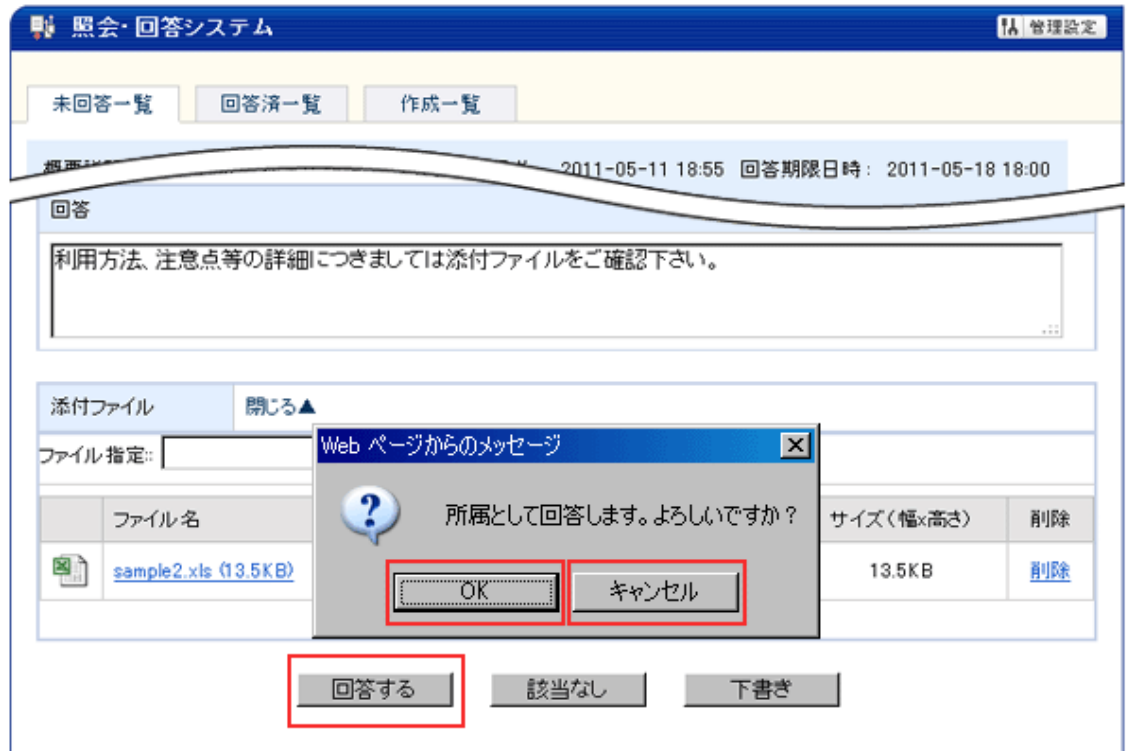 照会・回答システム
管理設定
未回答一覧
回答済一覧
作成一覧
2011-05-11 18:55 回答期限日時： 2011-05-18 18:00
回答
利用方法、注意点等の詳細につきましては添付ファイルをご確認下さい。
添付ファイル
閉じる▲
ファイル指定::
Web ページからのメッセージ
所属として回答します。よろしいですか？
OK
キャンセル
ファイル名
サイズ(幅x高さ)
削除
sample2.xls (13.5KB)
13.5KB
削除
回答する
該当なし
下書き